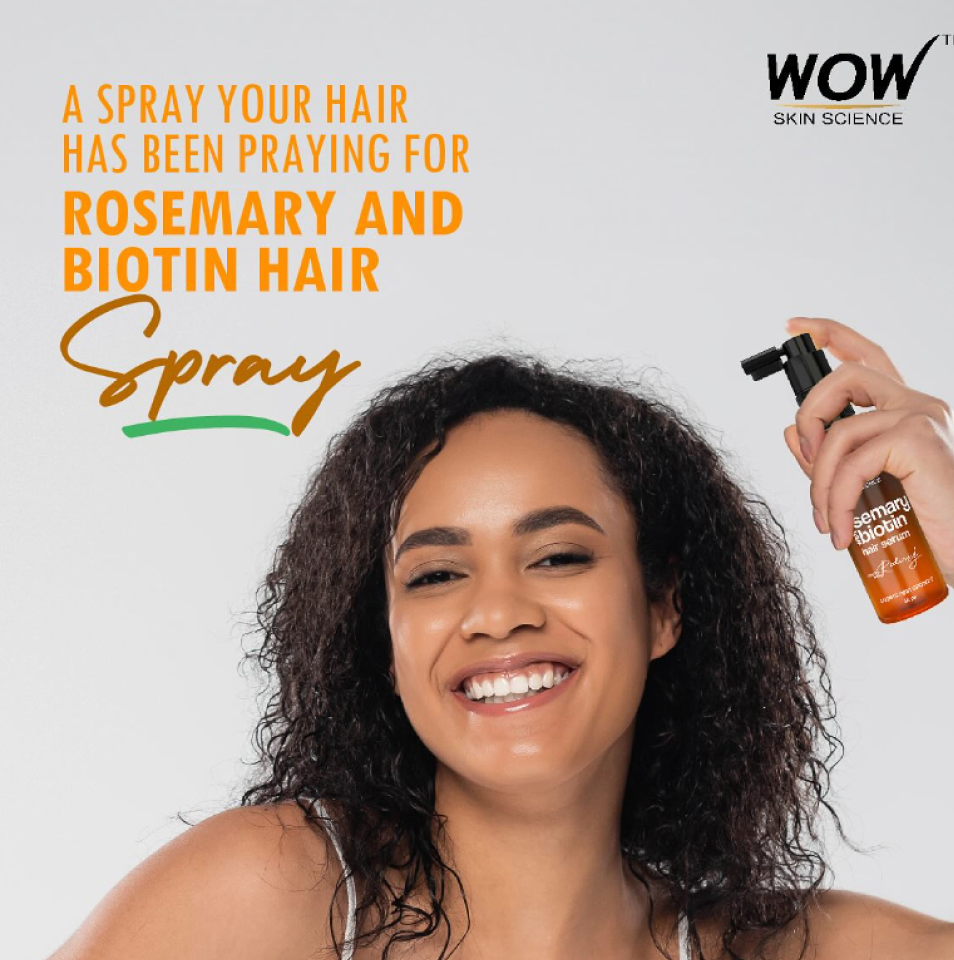 A SPRAY YOUR HAIR
HAS BEEN PRAYING FOR
ROSEMARY AND
BIOTIN HAIR
Spray
WOW
SKIN SCIENCE
semary
biotin
hair serum